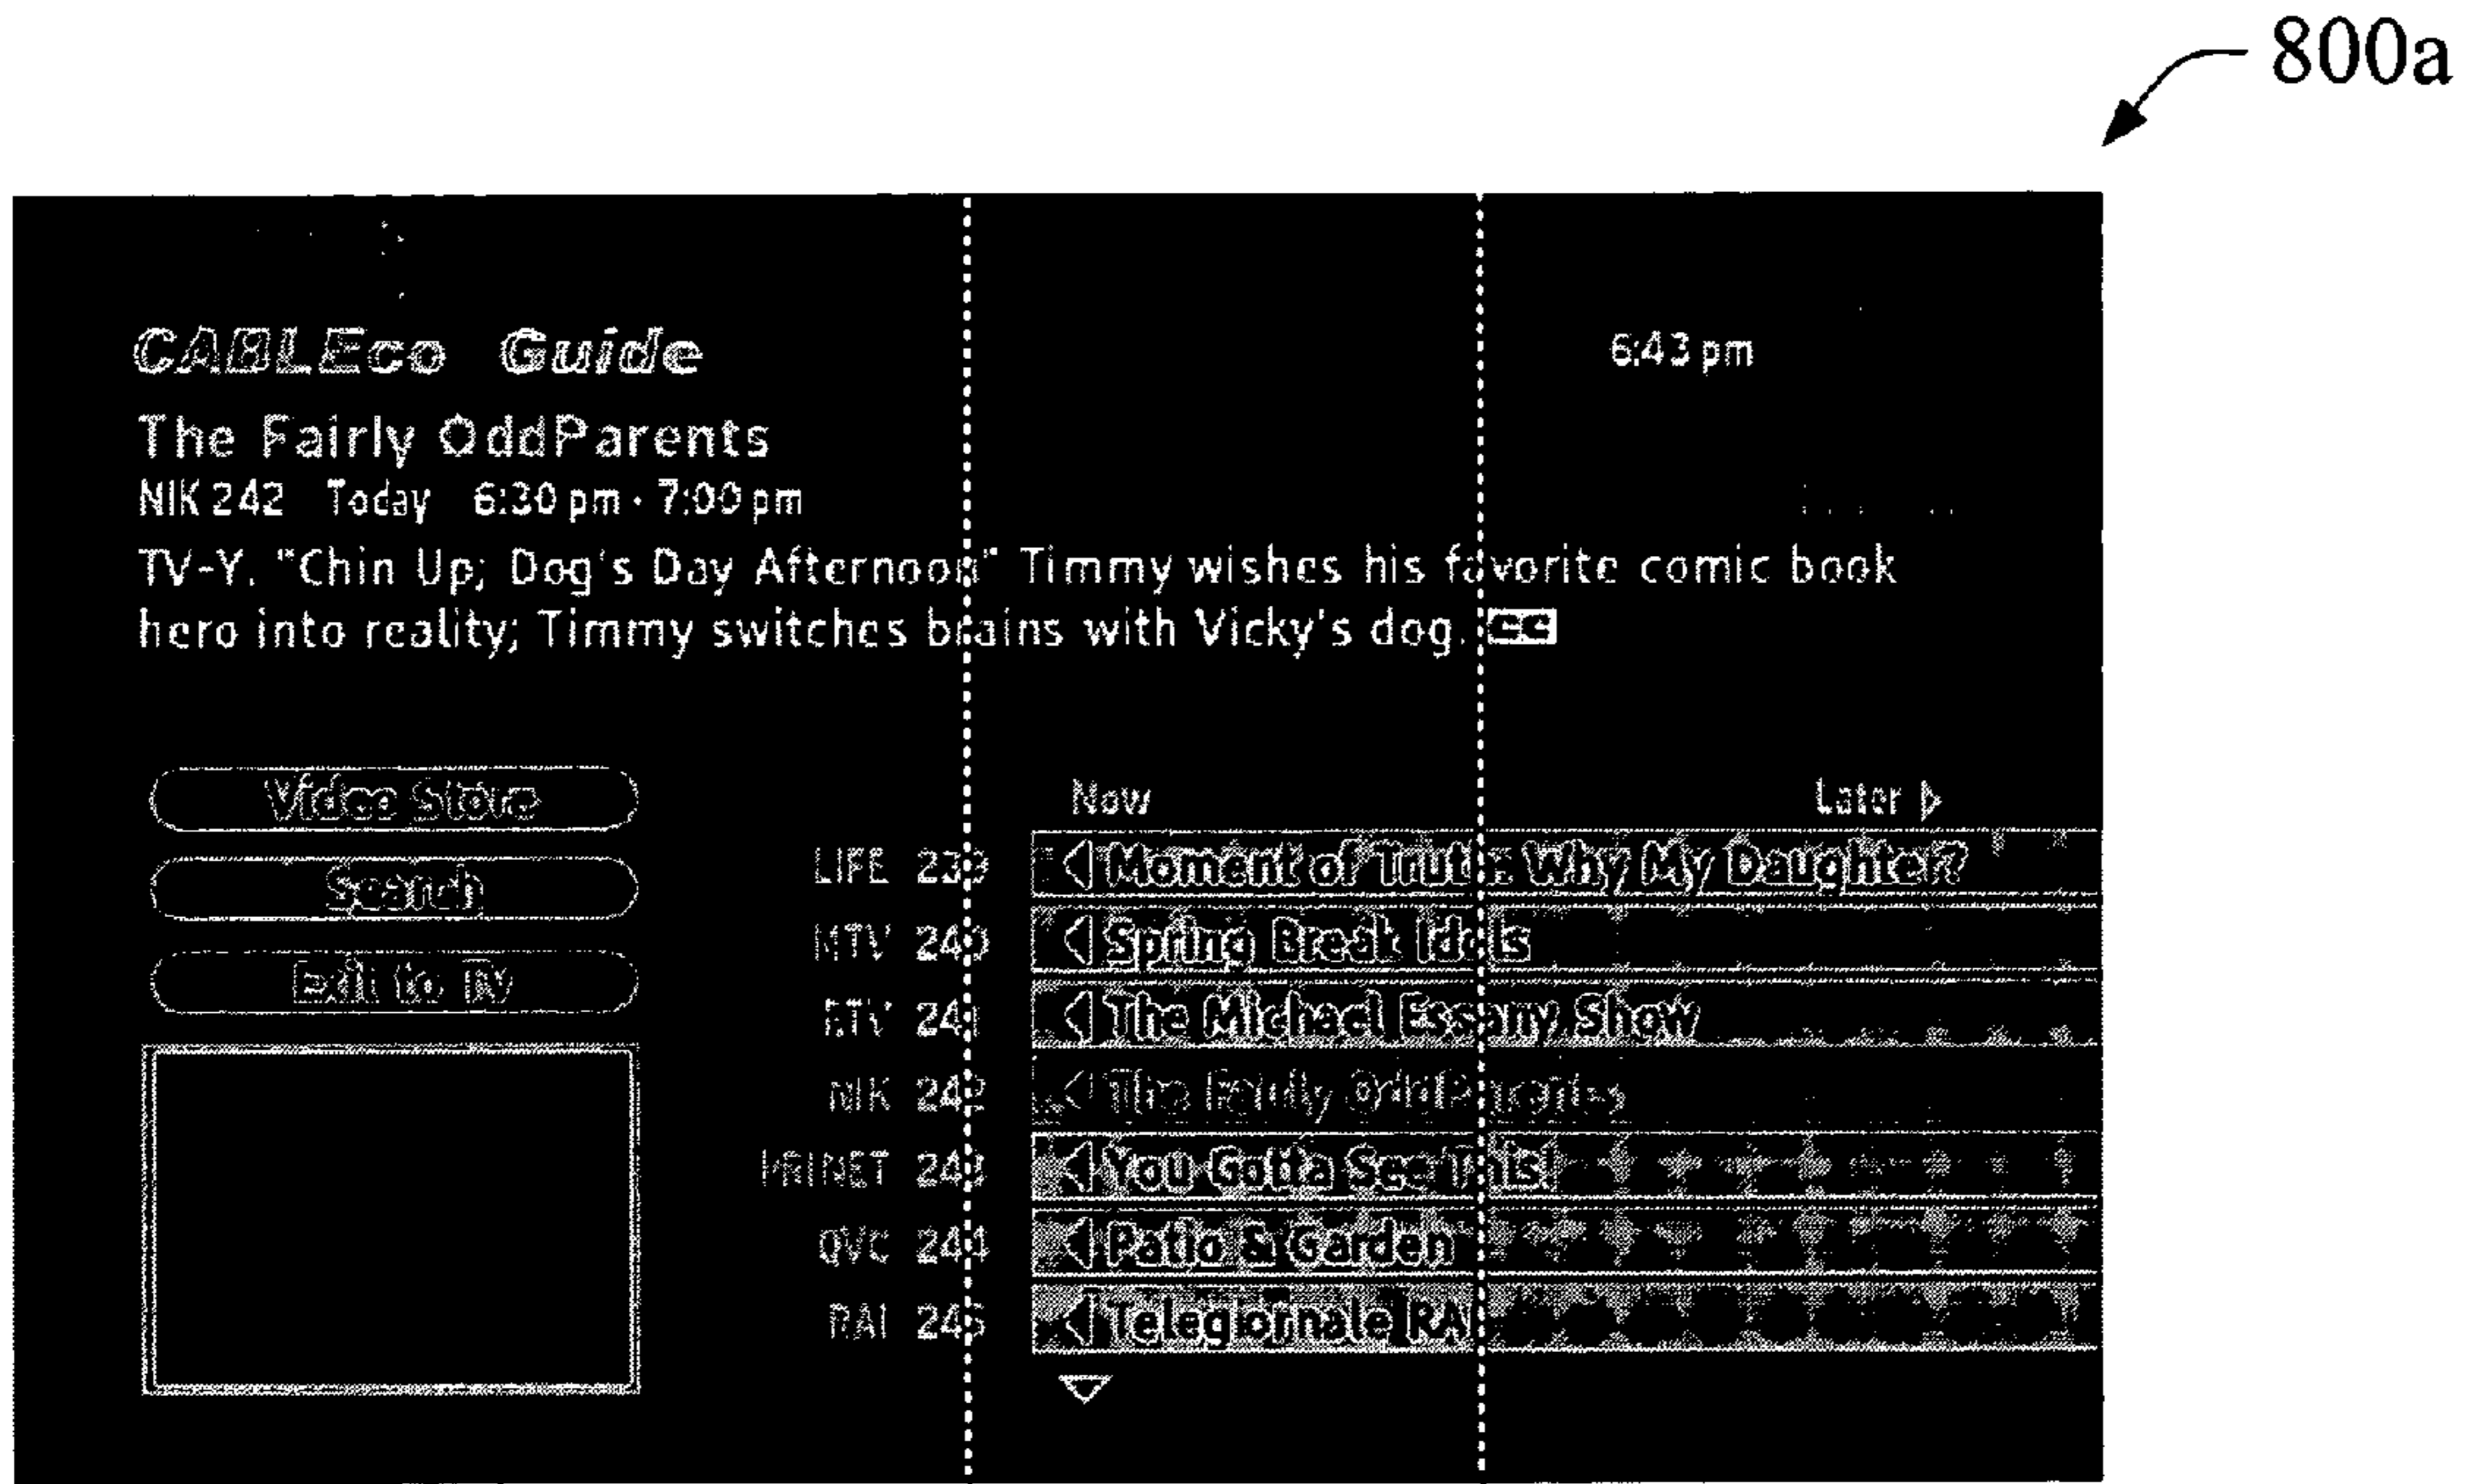 800a
CABLEco Guide
6:43 pm
The Fairly OddParents
NIK 242 Today 6:30 pm - 7:00 pm
TV-Y. "Chin Up; Dog's Day Afternoon" Timmy wishes his favorite comic book
hero into reality; Timmy switches brains with Vicky's dog. CC
Video Store
Search
Exit to TV
Now
Later
LIFE 239 Moment of Truth: Why My Daughter?
MTV 240 Spring Break Idols
241 The Michael Essany Show
NIK 242 The Fairly OddParents
243 You Gotta See This!
QVC 244 Patio & Garden
RAI 245 Telegiornale RAI